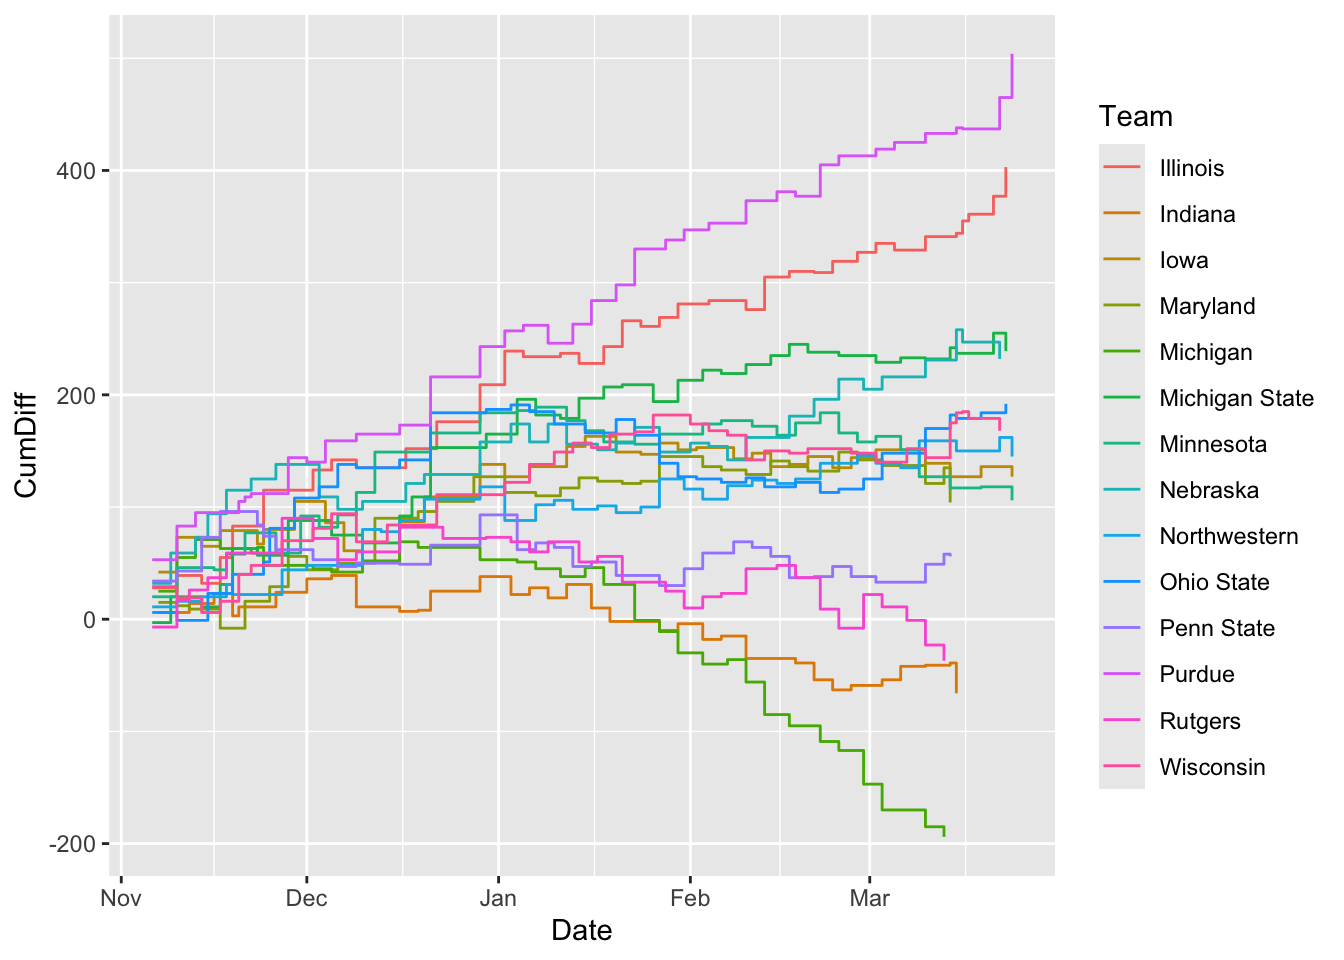 400
200
0
-200
CumDiff
Nov
Dec
Jan
Feb
Mar
Date
Team
Illinois
Indiana
Iowa
Maryland
Michigan
Michigan State
Minnesota
Nebraska
Northwestern
Ohio State
Penn State
Purdue
Rutgers
Wisconsin